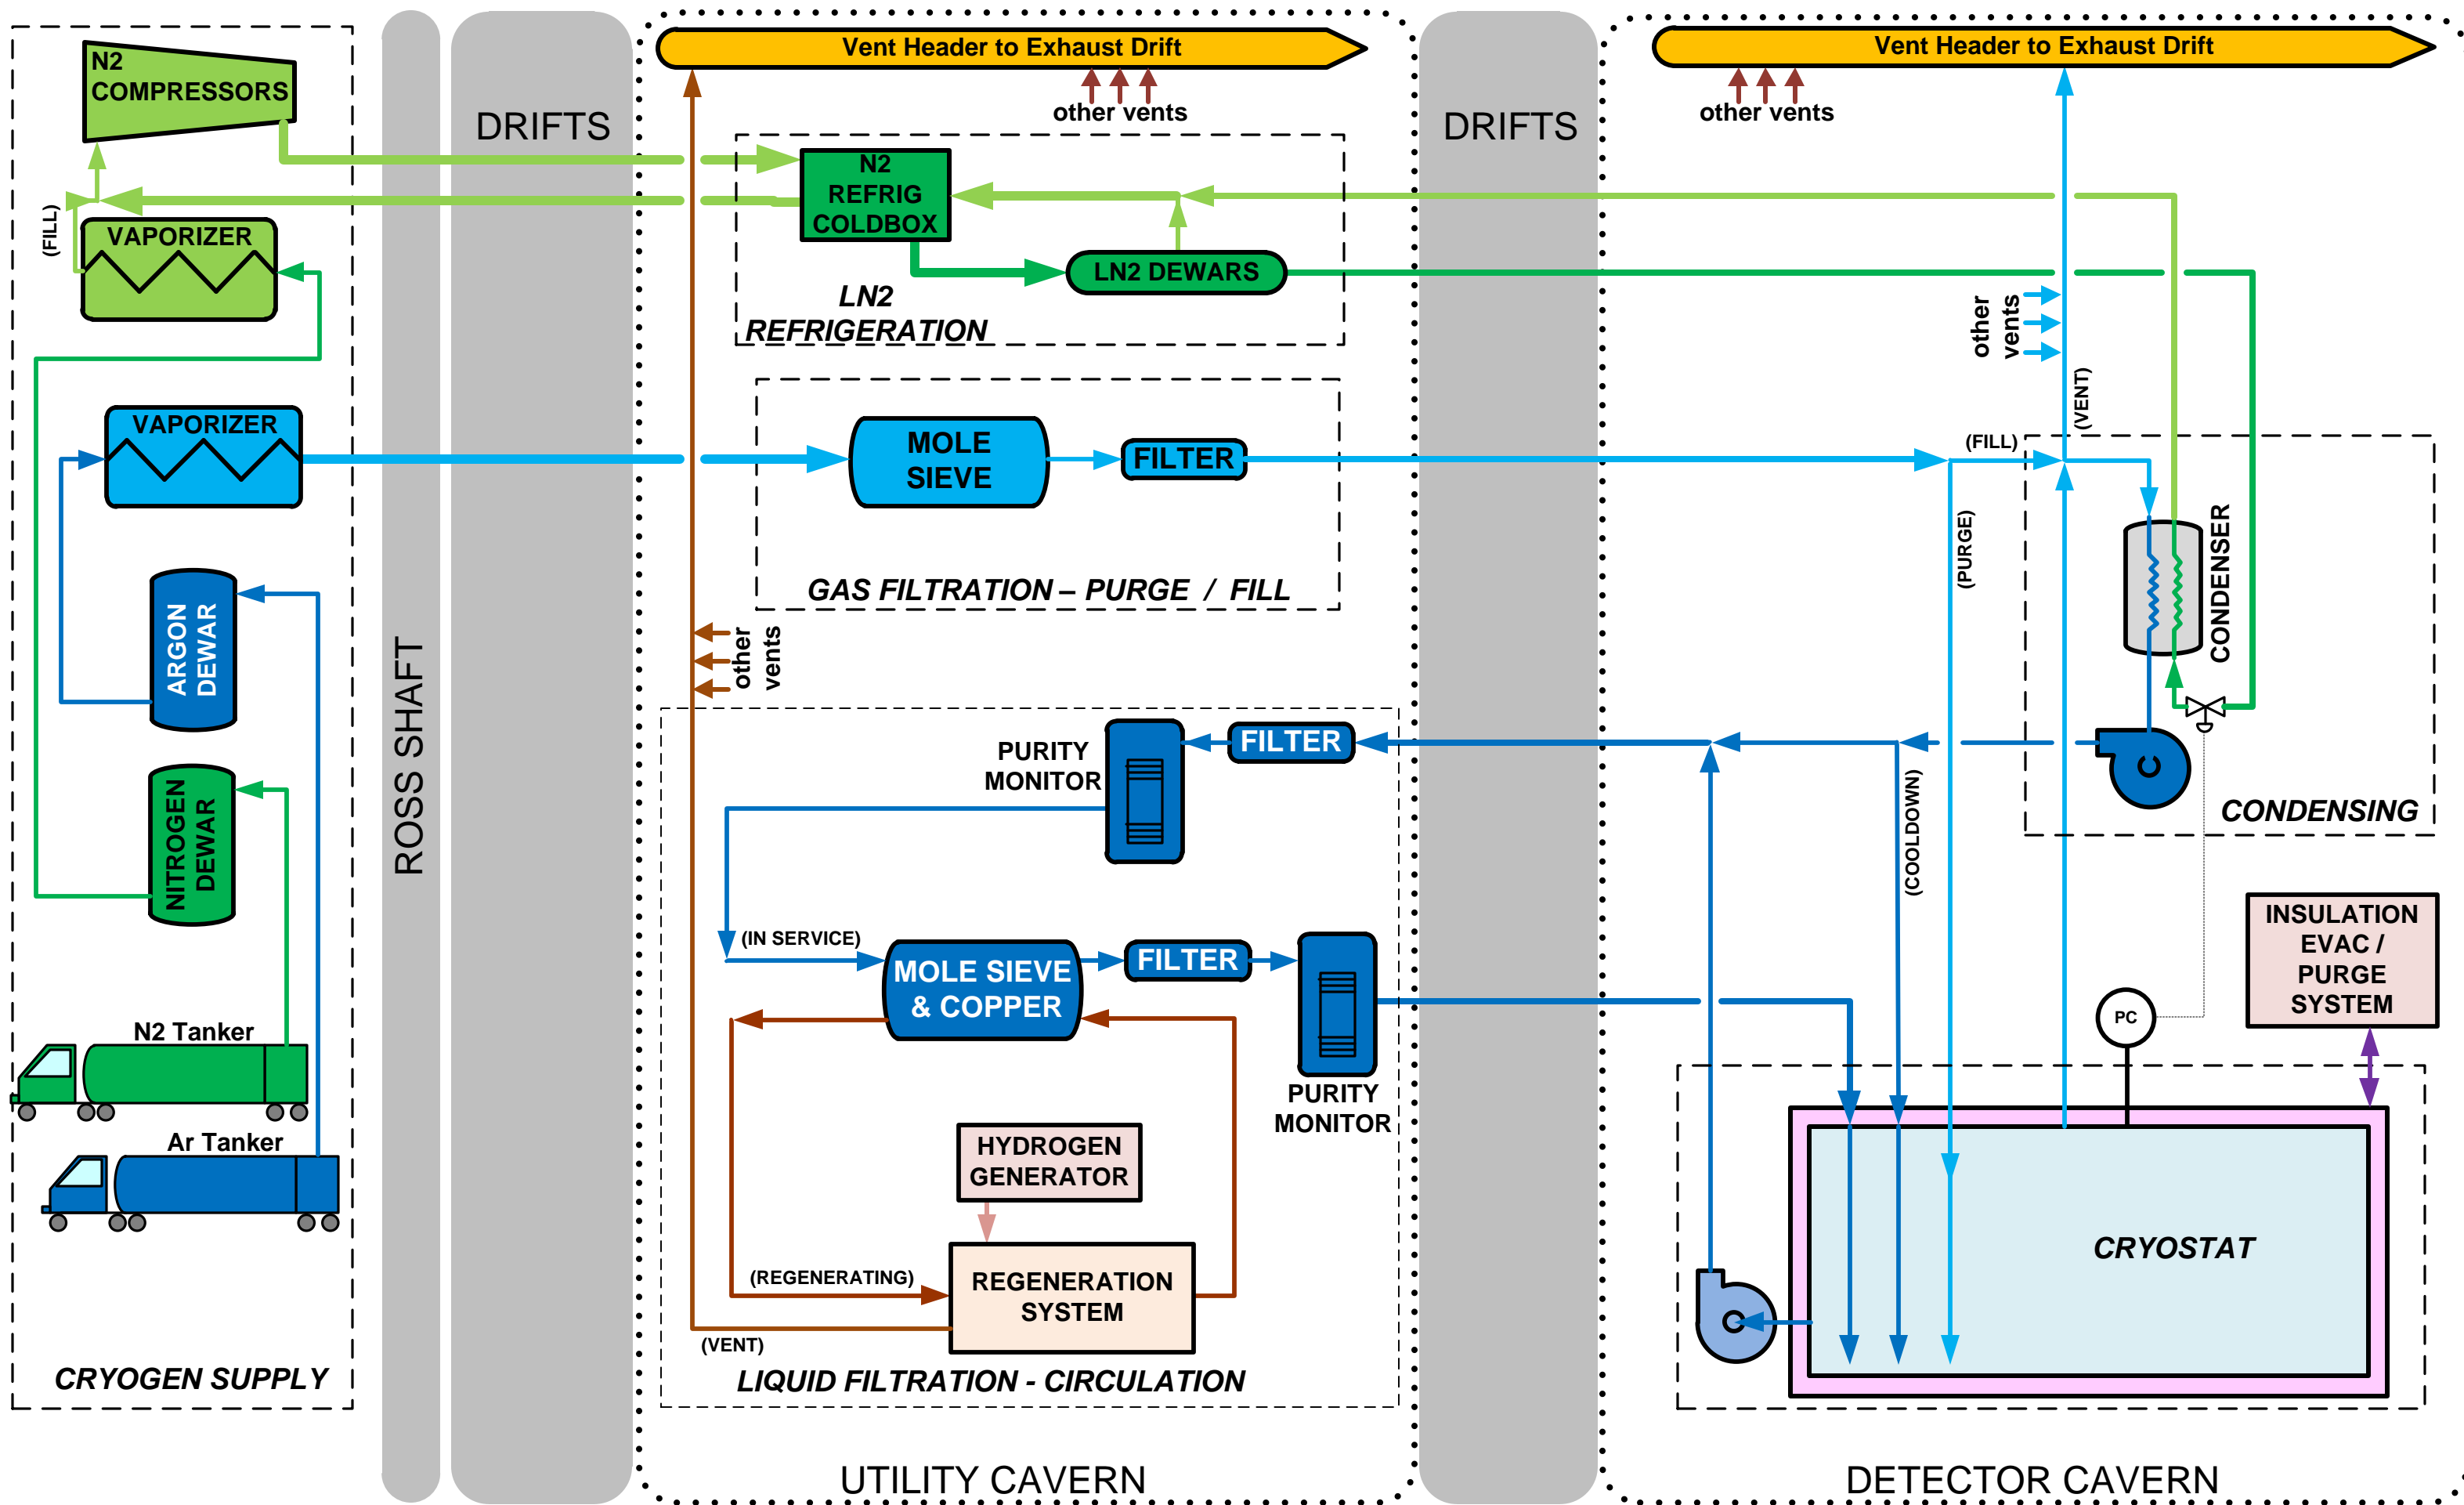 N2
COMPRESSORS
(FILL)
VAPORIZER
VAPORIZER
ARGON
DEWAR
NITROGEN
DEWAR
N2 Tanker
Ar Tanker
CRYOGEN SUPPLY
ROSS SHAFT
DRIFTS
Vent Header to Exhaust Drift
other vents
N2
REFRIG
COLDBOX
LN2 DEWARS
LN2
REFRIGERATION
MOLE
SIEVE
FILTER
GAS FILTRATION – PURGE / FILL
other
vents
PURITY
MONITOR
FILTER
(IN SERVICE)
MOLE SIEVE
& COPPER
FILTER
PURITY
MONITOR
HYDROGEN
GENERATOR
(REGENERATING)
REGENERATION
SYSTEM
(VENT)
LIQUID FILTRATION - CIRCULATION
UTILITY CAVERN
DRIFTS
Vent Header to Exhaust Drift
other vents
other
vents
(VENT)
(FILL)
(PURGE)
CONDENSER
(COOLDOWN)
CONDENSING
INSULATION
EVAC /
PURGE
SYSTEM
PC
CRYOSTAT
DETECTOR CAVERN